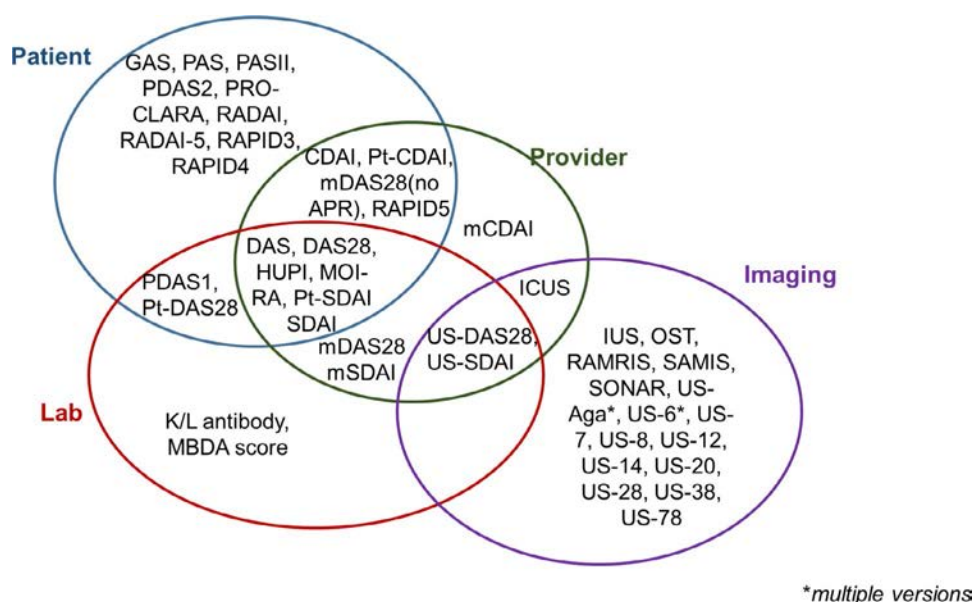 Patient
GAS, PAS, PASII,
PDAS2, PRO-
CLARA, RADAI,
RADAI-5, RAPID3,
RAPID4
Provider
CDAI, Pt-CDAI,
mDAS28(no
APR), RAPID5
mCDAI
DAS, DAS28,
HUPI, MOI-
RA, Pt-SDAI
SDAI
PDAS1,
Pt-DAS28
mDAS28
mSDAI
Imaging
ICUS
US-DAS28,
US-SDAI
IUS, OST,
RAMRIS, SAMIS,
SONAR, US-
Aga*, US-6*, US-
7, US-8, US-12,
US-14, US-20,
US-28, US-38,
US-78
Lab
K/L antibody,
MBDA score
*multiple versions